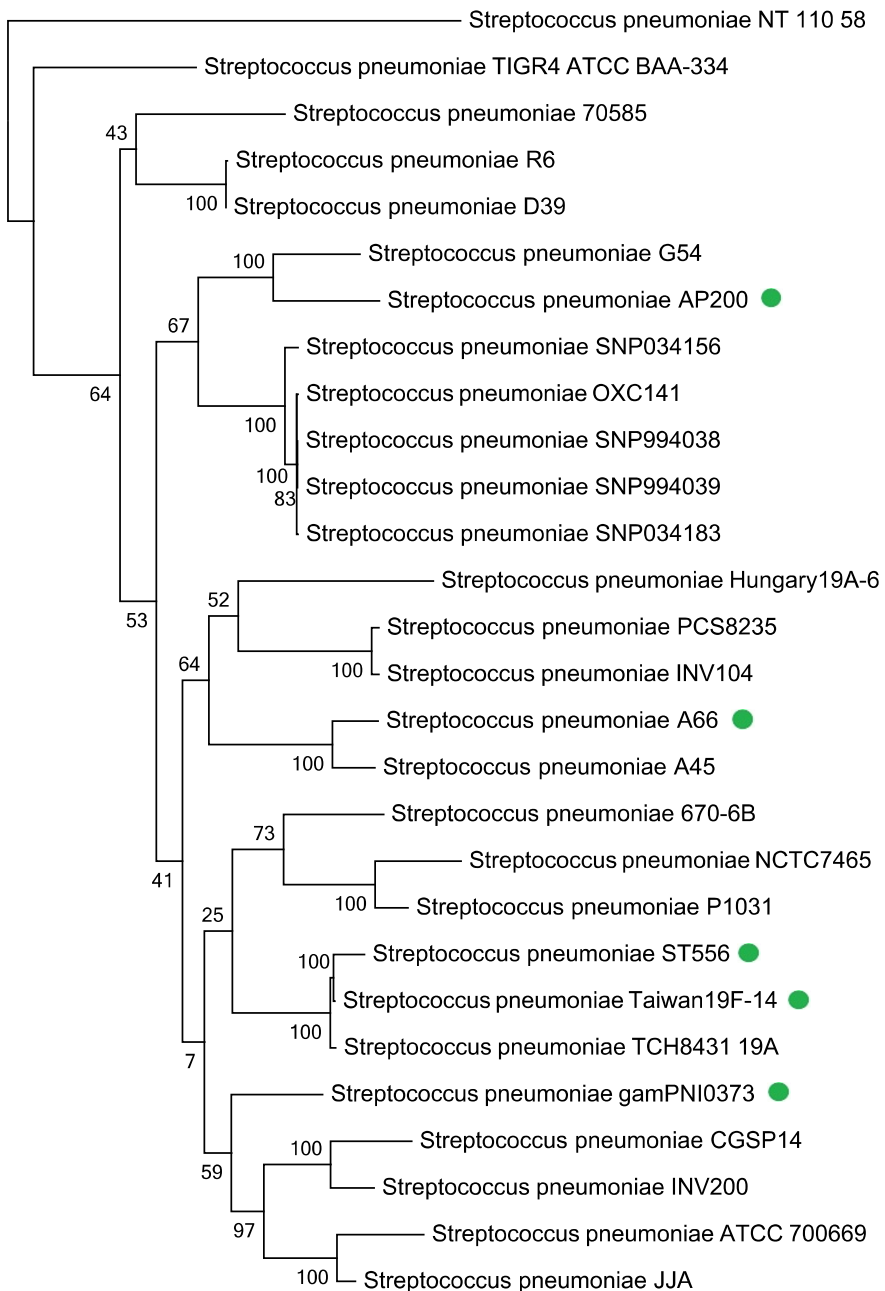 Streptococcus pneumoniae NT 110 58
Streptococcus pneumoniae TIGR4 ATCC BAA-334
Streptococcus pneumoniae 70585
43
Streptococcus pneumoniae R6
100
Streptococcus pneumoniae D39
Streptococcus pneumoniae G54
100
Streptococcus pneumoniae AP200
67
Streptococcus pneumoniae SNP034156
Streptococcus pneumoniae OXC141
64
100
Streptococcus pneumoniae SNP994038
100
Streptococcus pneumoniae SNP994039
83
Streptococcus pneumoniae SNP034183
Streptococcus pneumoniae Hungary19A-6
52
53
Streptococcus pneumoniae PCS8235
64
100
Streptococcus pneumoniae INV104
Streptococcus pneumoniae A66
100
Streptococcus pneumoniae A45
Streptococcus pneumoniae 670-6B
73
Streptococcus pneumoniae NCTC7465
41
100
Streptococcus pneumoniae P1031
25
Streptococcus pneumoniae ST556
100
Streptococcus pneumoniae Taiwan19F-14
100
Streptococcus pneumoniae TCH8431 19A
7
Streptococcus pneumoniae gamPNI0373
Streptococcus pneumoniae CGSP14
100
59
Streptococcus pneumoniae INV200
97
Streptococcus pneumoniae ATCC 700669
100
Streptococcus pneumoniae JJA